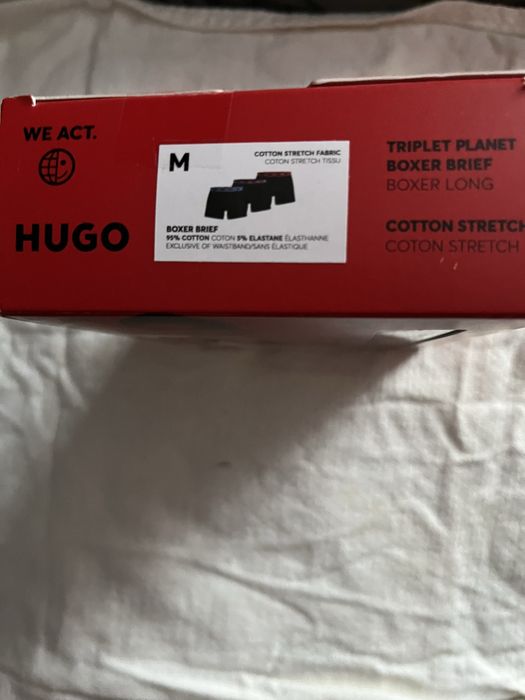 WE ACT.
HUGO
M
COTTON STRETCH FABRIC
COTON STRETCH TISSU
BOXER BRIEF
95% COTTON COTON 5% ELASTANE ÉLASTHANNE
EXCLUSIVE OF WAISTBAND/SANS ÉLASTIQUE
TRIPLET PLANET
BOXER BRIEF
BOXER LONG
COTTON STRETCH
COTON STRETCH